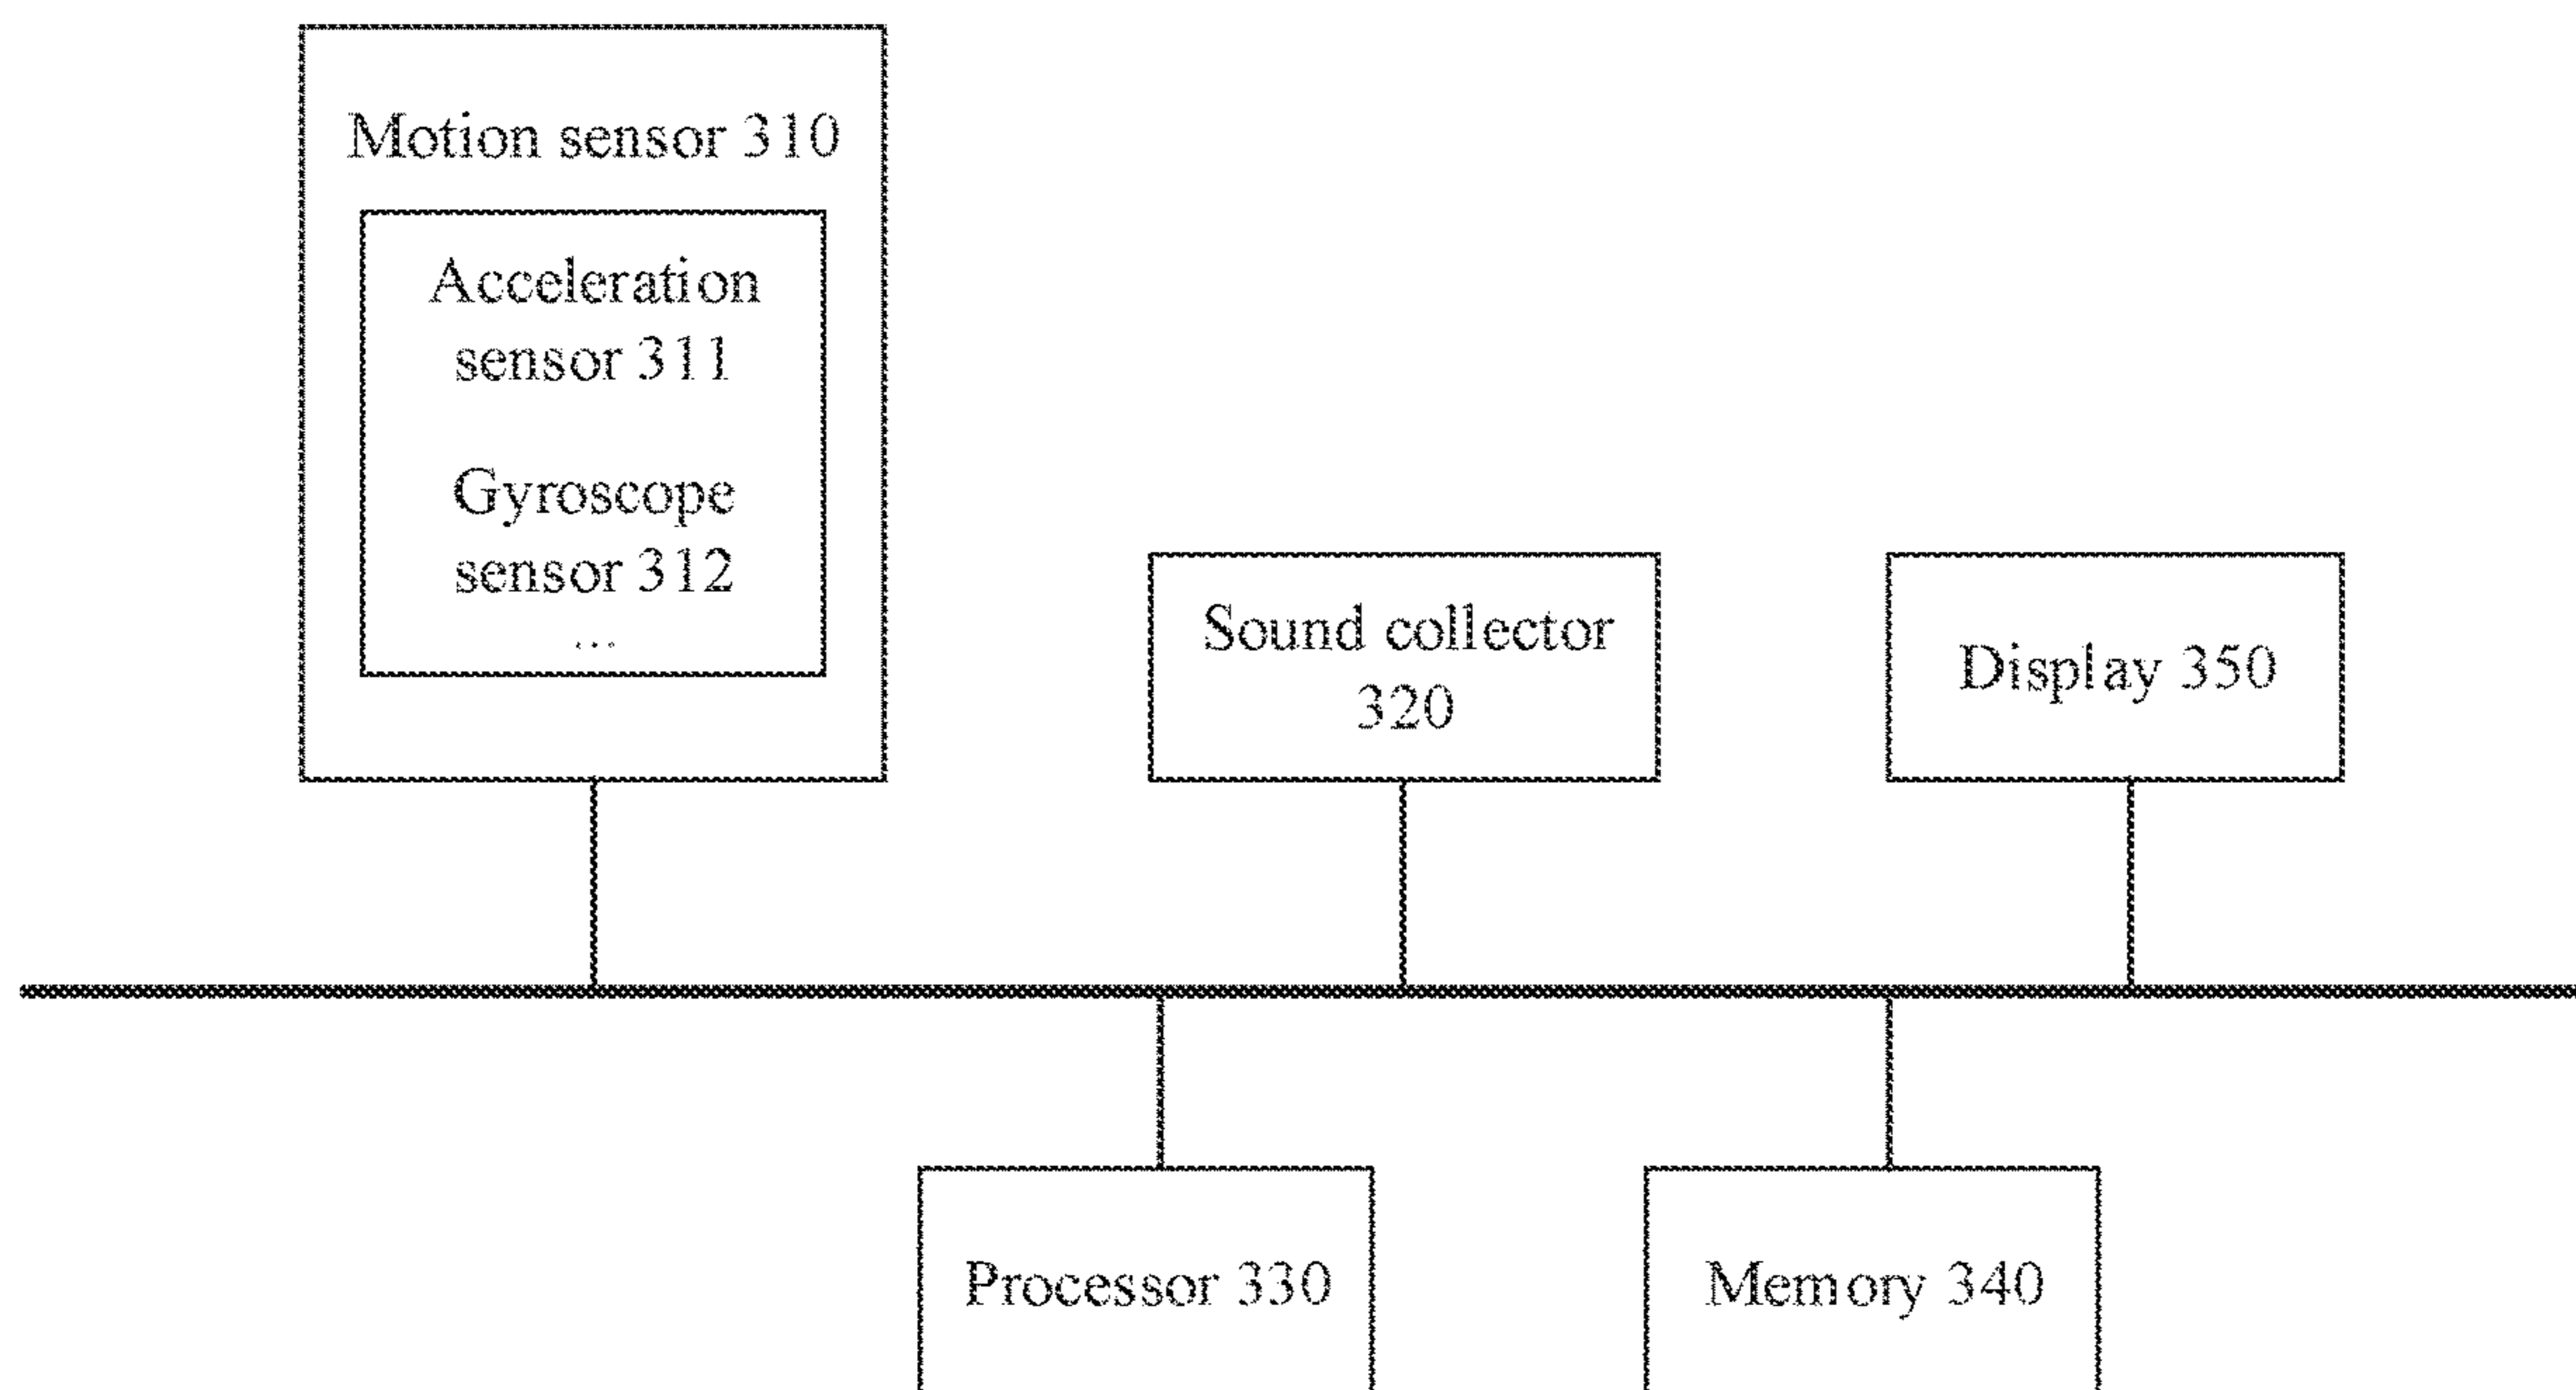 Motion sensor 310
Acceleration
sensor 311
Gyroscope
sensor 312
...
Sound collector
320
Display 350
Processor 330
Memory 340